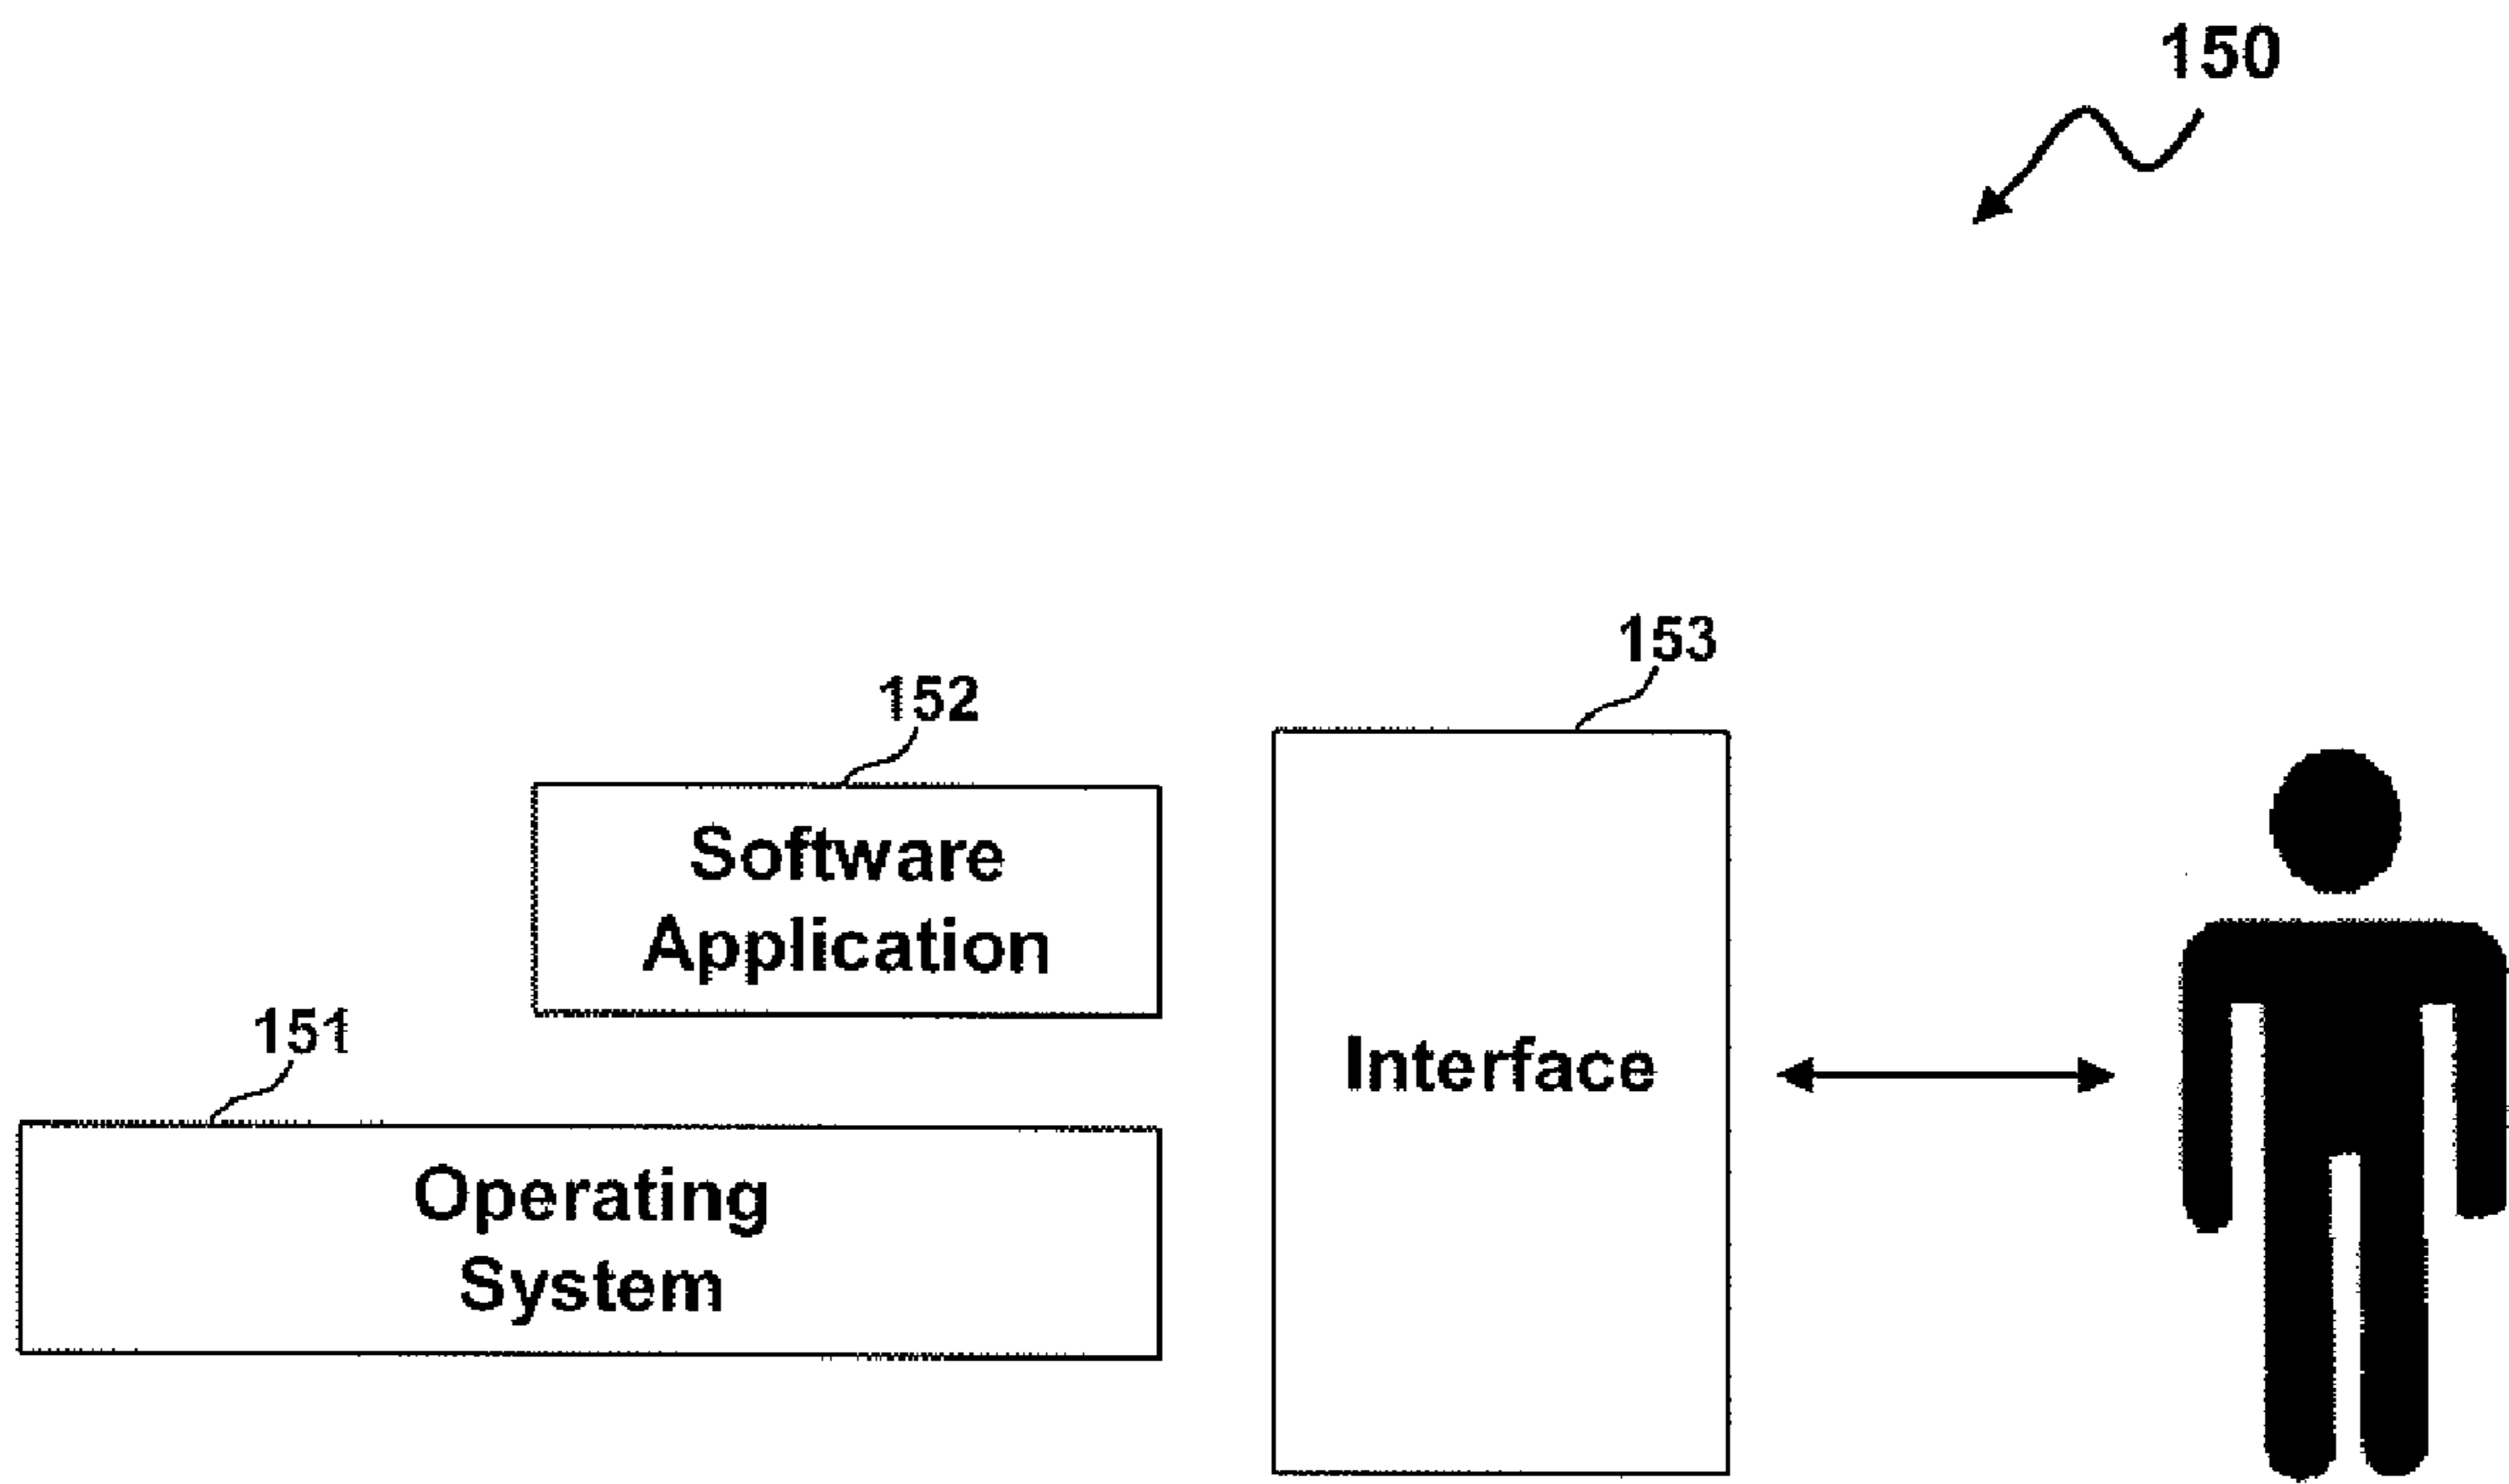 150
153
152
Software
Application
Interface
151
Operating
System